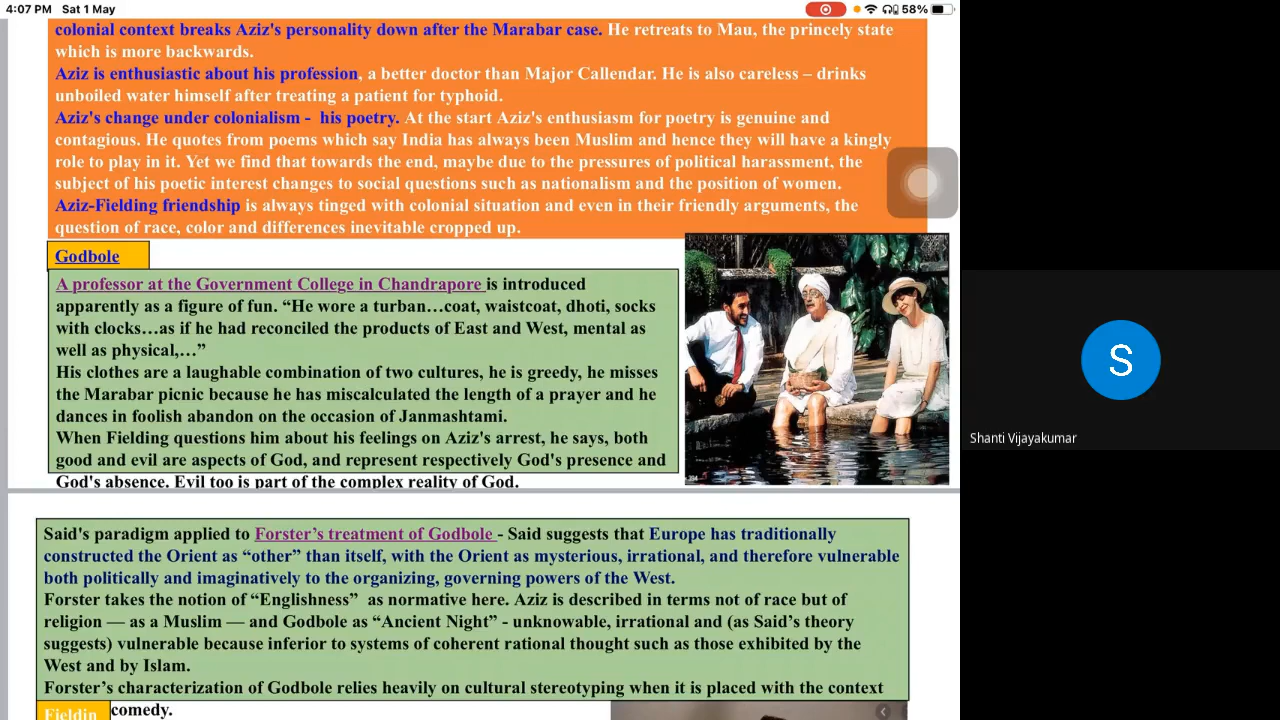 4:07 PM Sat 1 May
58%
colonial context breaks Aziz's personality down after the Marabar case. He retreats to Mau, the princely state
which is more backwards.
Aziz is enthusiastic about his profession, a better doctor than Major Callendar. He is also careless – drinks
unboiled water himself after treating a patient for typhoid.
Aziz's change under colonialism - his poetry. At the start Aziz's enthusiasm for poetry is genuine and
contagious. He quotes from poems which say India has always been Muslim and hence they will have a kingly
role to play in it. Yet we find that towards the end, maybe due to the pressures of political harassment, the
subject of his poetic interest changes to social questions such as nationalism and the position of women.
Aziz-Fielding friendship is always tinged with colonial situation and even in their friendly arguments, the
question of race, color and differences inevitable cropped up.
Godbole
A professor at the Government College in Chandrapore is introduced
apparently as a figure of fun. “He wore a turban…coat, waistcoat, dhoti, socks
with clocks…as if he had reconciled the products of East and West, mental as
well as physical,…”
His clothes are a laughable combination of two cultures, he is greedy, he misses
the Marabar picnic because he has miscalculated the length of a prayer and he
dances in foolish abandon on the occasion of Janmashtami.
When Fielding questions him about his feelings on Aziz's arrest, he says, both
good and evil are aspects of God, and represent respectively God's presence and
God's absence. Evil too is part of the complex reality of God.
Said's paradigm applied to Forster’s treatment of Godbole - Said suggests that Europe has traditionally
constructed the Orient as “other” than itself, with the Orient as mysterious, irrational, and therefore vulnerable
both politically and imaginatively to the organizing, governing powers of the West.
Forster takes the notion of “Englishness” as normative here. Aziz is described in terms not of race but of
religion — as a Muslim — and Godbole as “Ancient Night” - unknowable, irrational and (as Said’s theory
suggests) vulnerable because inferior to systems of coherent rational thought such as those exhibited by the
West and by Islam.
Forster’s characterization of Godbole relies heavily on cultural stereotyping when it is placed with the context
comedy.
Fieldin
S
Shanti Vijayakumar